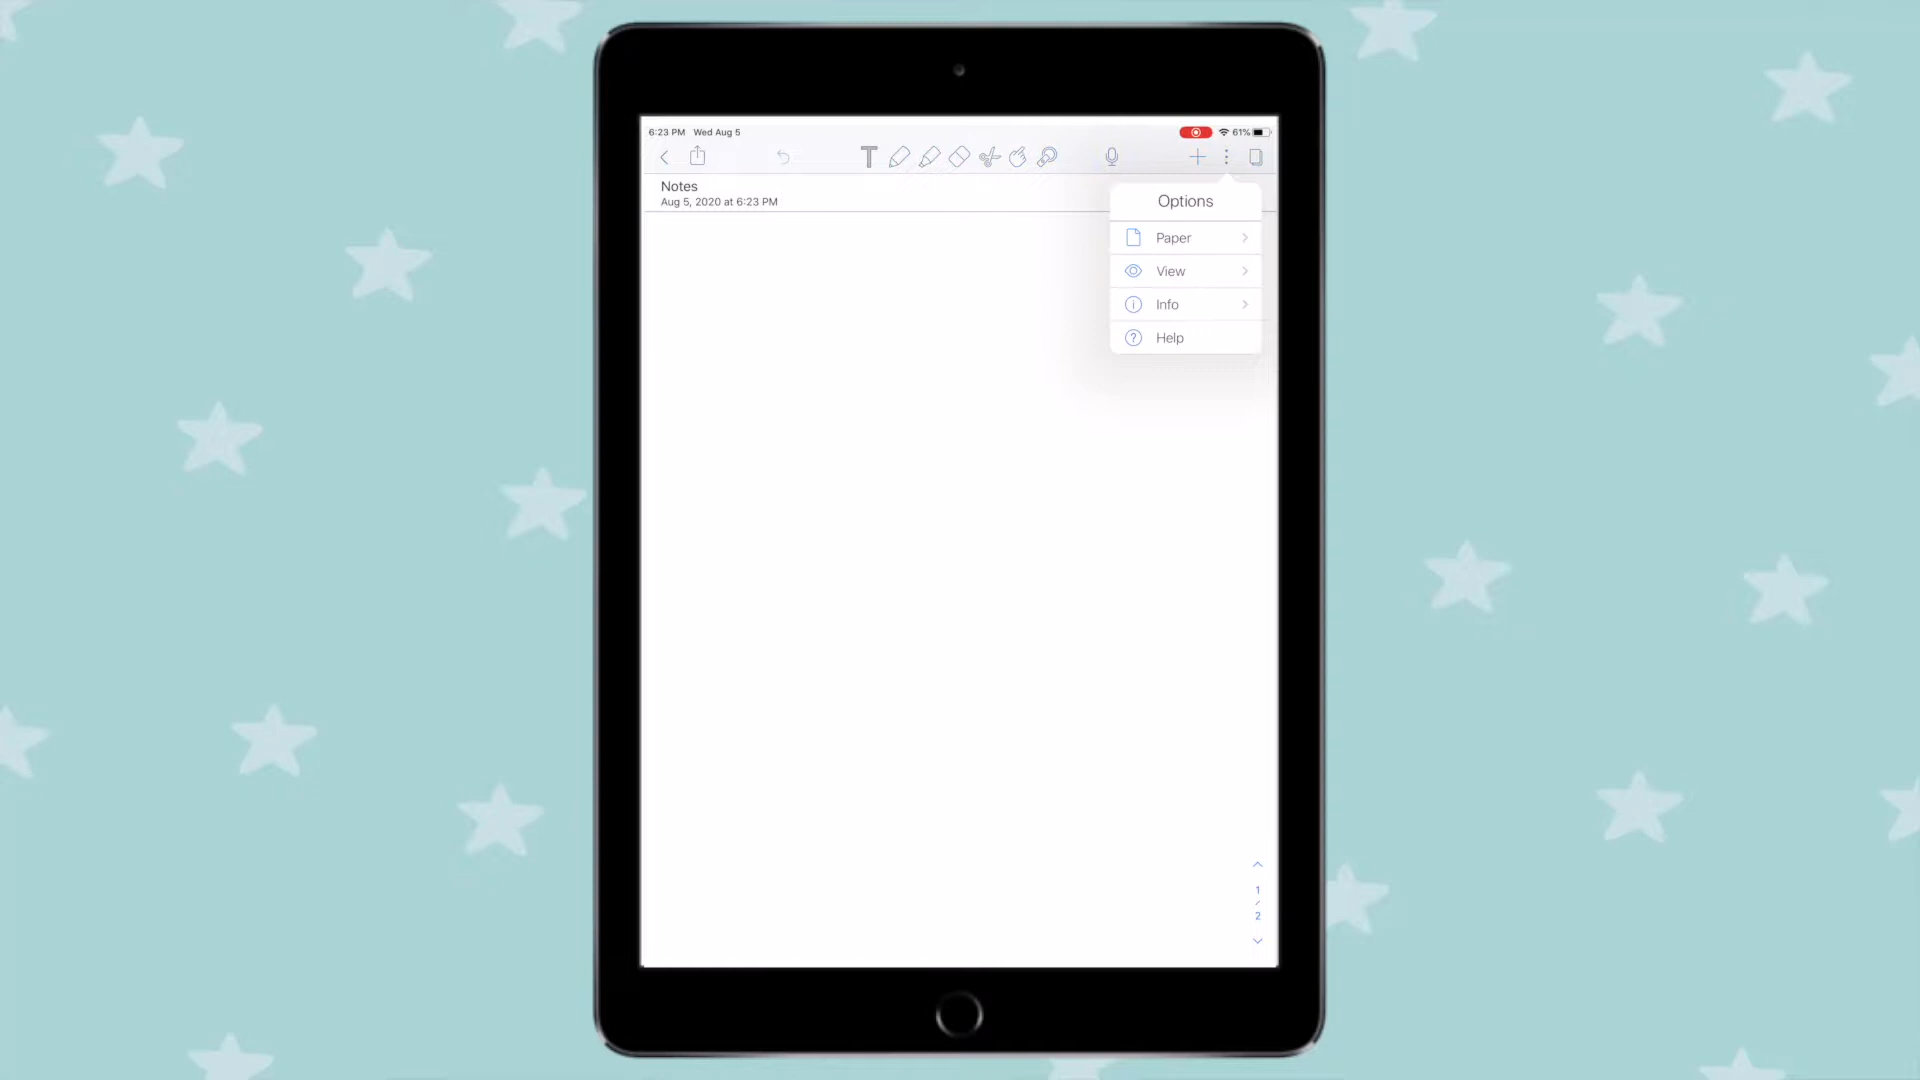 6:23 PM Wed Aug 5
61%
Notes
Aug 5, 2020 at 6:23 PM
Options
Paper
View
Info
Help
1
/
2